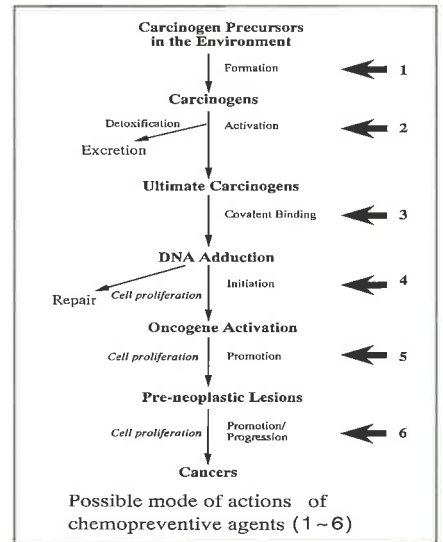 Carcinogen Precursors
in the Environment
Formation
1
Carcinogens
Detoxification
Activation
2
Excretion
Ultimate Carcinogens
Covalent Binding
3
DNA Adduction
Initiation
4
Repair
Cell proliferation
Oncogene Activation
Cell proliferation
Promotion
5
Pre-neoplastic Lesions
Cell proliferation
Promotion/
Progression
6
Cancers
Possible mode of actions of
chemopreventive agents (1~6)